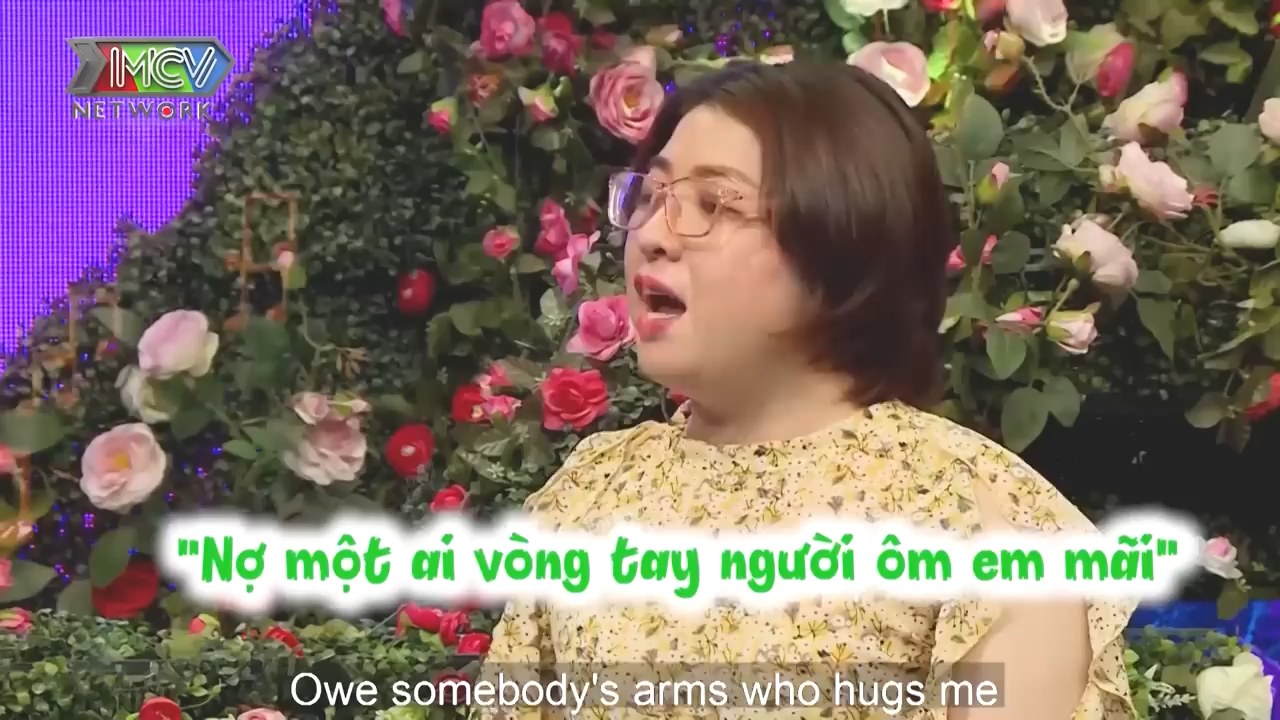 MCV
NETWORK
"Nợ một ai vòng tay người ôm em mãi"
Owe somebody's arms who hugs me